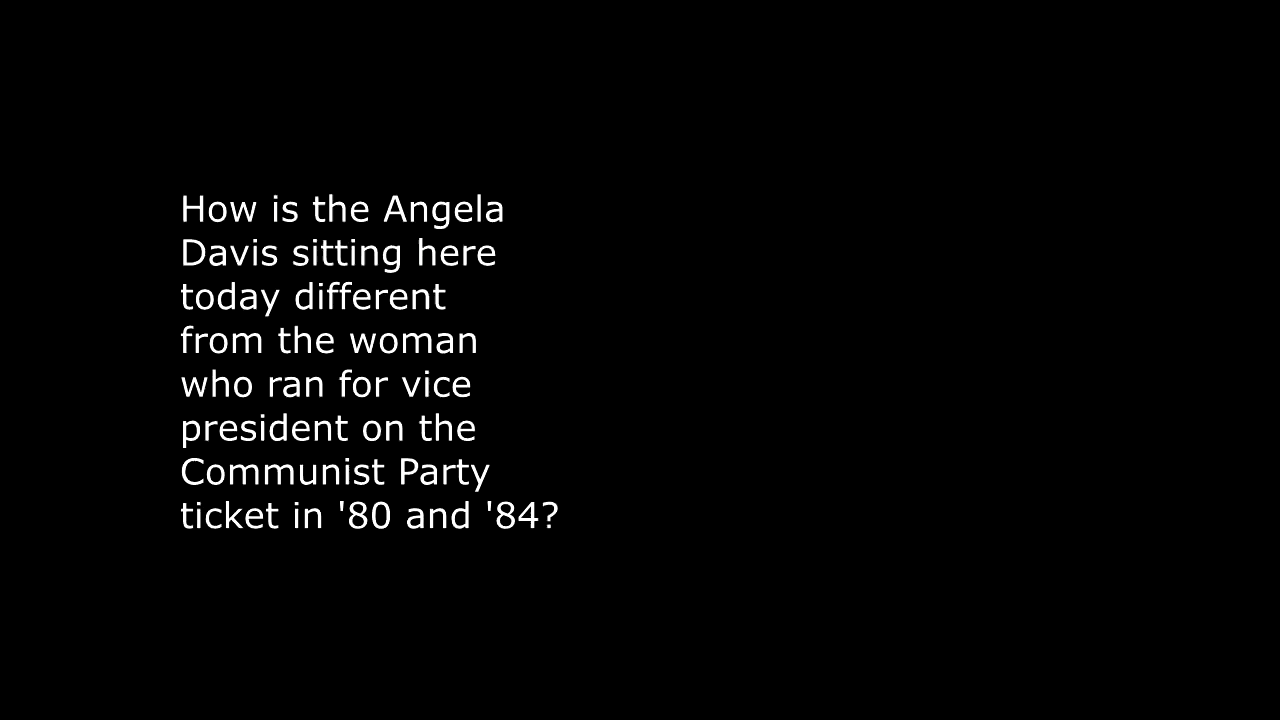 How is the Angela
Davis sitting here
today different
from the woman
who ran for vice
president on the
Communist Party
ticket in '80 and '84?